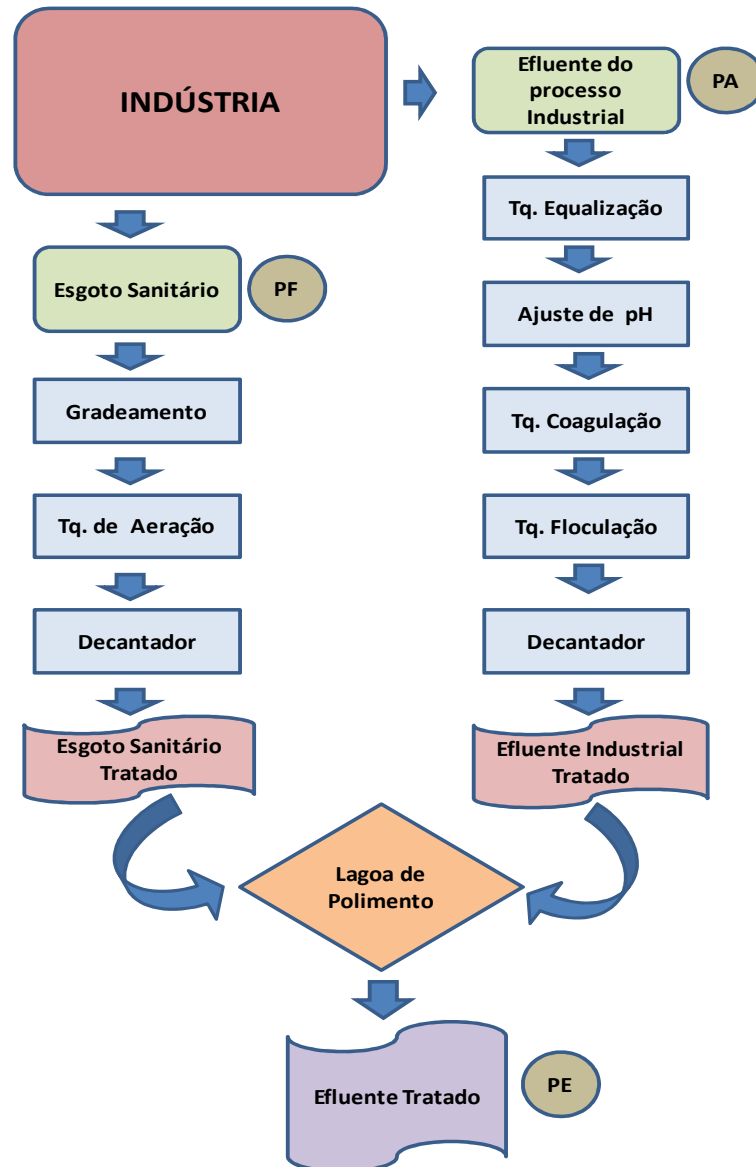 INDÚSTRIA
Efluente do
processo
Industrial
PA
Tq. Equalização
Esgoto Sanitário
PF
Ajuste de pH
Gradeamento
Tq. Coagulação
Tq. de Aeração
Tq. Floculação
Decantador
Decantador
Esgoto Sanitário
Tratado
Efluente Industrial
Tratado
Lagoa de
Polimento
Efluente Tratado
PE